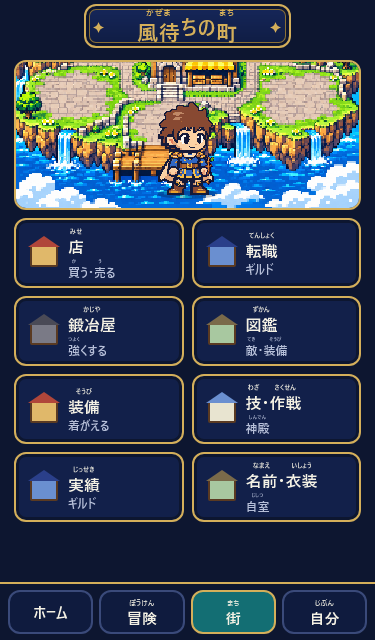 かぜま まち
風待ちの町
みせ
店
か う
買う・売る
てんしょく
転職
ギルド
かじや
鍛冶屋
つよく
強くする
ずかん
図鑑
てき そうび
敵・装備
そうび
装備
着がえる
わざ さくせん
技・作戦
しんでん
神殿
じっせき
実績
ギルド
なまえ いしょう
名前・衣装
じしつ
自室
ホーム
ぼうけん
冒険
まち
街
じぶん
自分